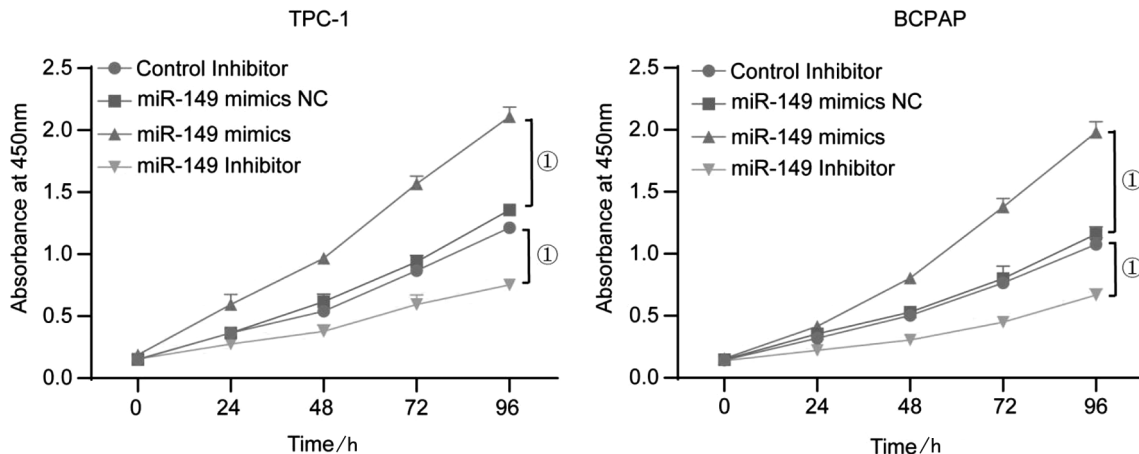 TPC-1
Absorbance at 450nm
2.5
2.0
1.5
1.0
0.5
0.0
Control Inhibitor
miR-149 mimics NC
miR-149 mimics
miR-149 Inhibitor
①
①
0 24 48 72 96
Time/h
BCPAP
Absorbance at 450nm
2.5
2.0
1.5
1.0
0.5
0.0
Control Inhibitor
miR-149 mimics NC
miR-149 mimics
miR-149 Inhibitor
①
①
0 24 48 72 96
Time/h